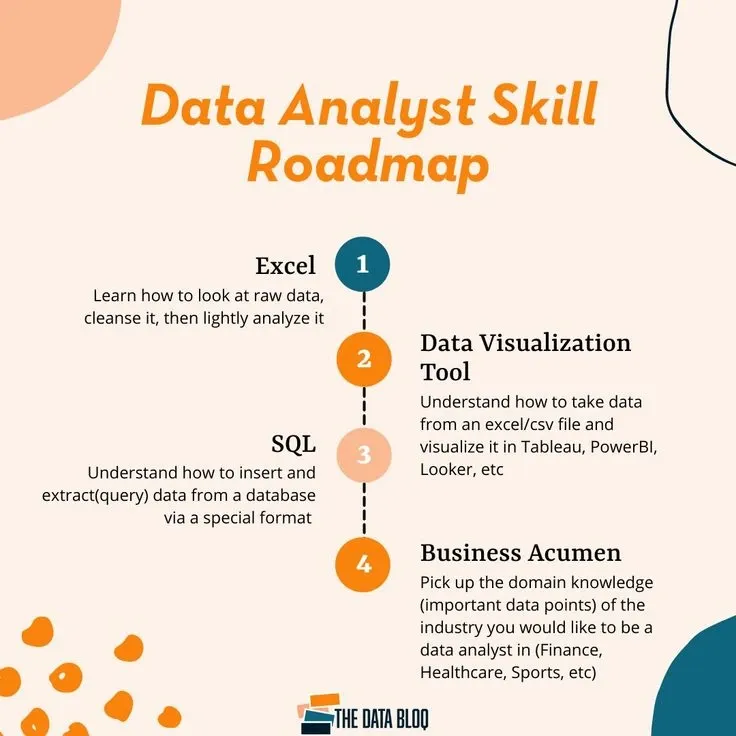 Data Analyst Skill
Roadmap
1
Excel
Learn how to look at raw data,
cleanse it, then lightly analyze it
2
Data Visualization
Tool
Understand how to take data
from an excel/csv file and
visualize it in Tableau, PowerBI,
Looker, etc
3
SQL
Understand how to insert and
extract(query) data from a database
via a special format
4
Business Acumen
Pick up the domain knowledge
(important data points) of the
industry you would like to be a
data analyst in (Finance,
Healthcare, Sports, etc)
THE DATA BLOQ